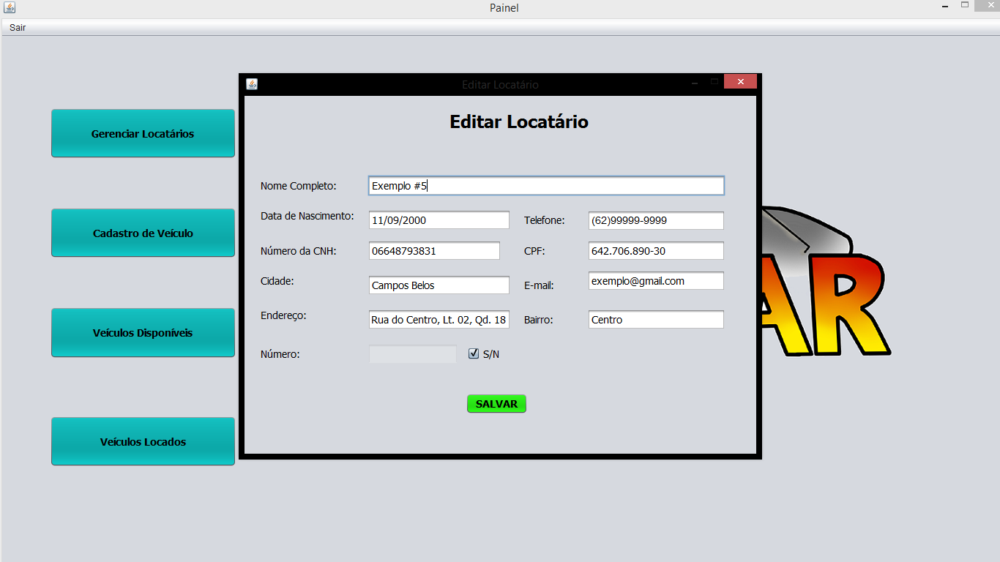 Painel
Sair
Editar Locatário
Editar Locatário
Gerenciar Locatários
Cadastro de Veículo
Veículos Disponíveis
Veículos Locados
Nome Completo: Exemplo #5
Data de Nascimento: 11/09/2000 Telefone: (62)99999-9999
Número da CNH: 06648793831 CPF: 642.706.890-30
Cidade: Campos Belos E-mail: exemplo@gmail.com
Endereço: Rua do Centro, Lt. 02, Qd. 18 Bairro: Centro
Número: S/N
SALVAR
AR